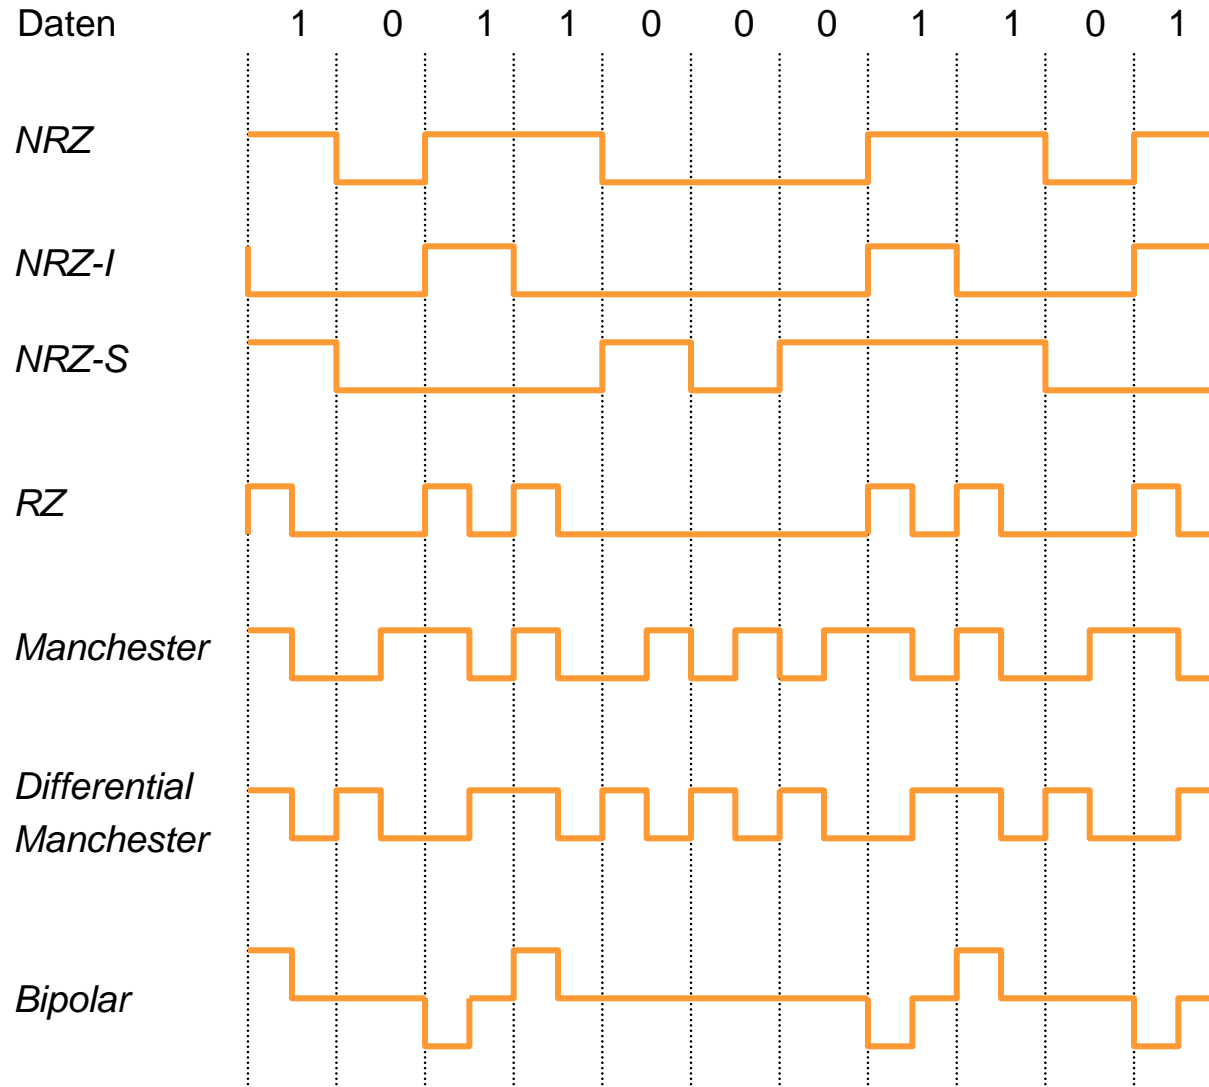 Daten 1 0 1 1 0 0 0 1 1 0 1
NRZ
NRZ-I
NRZ-S
RZ
Manchester
Differential
Manchester
Bipolar